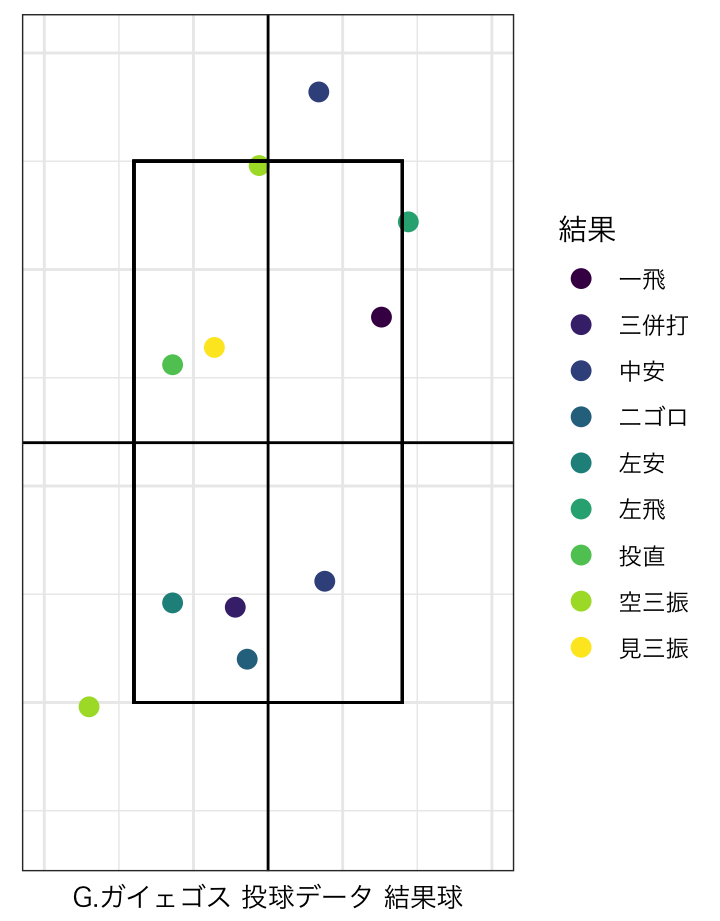 結果
一飛
三併打
中安
二ゴロ
左安
左飛
投直
空三振
見三振
G.ガイェゴス 投球データ 結果球